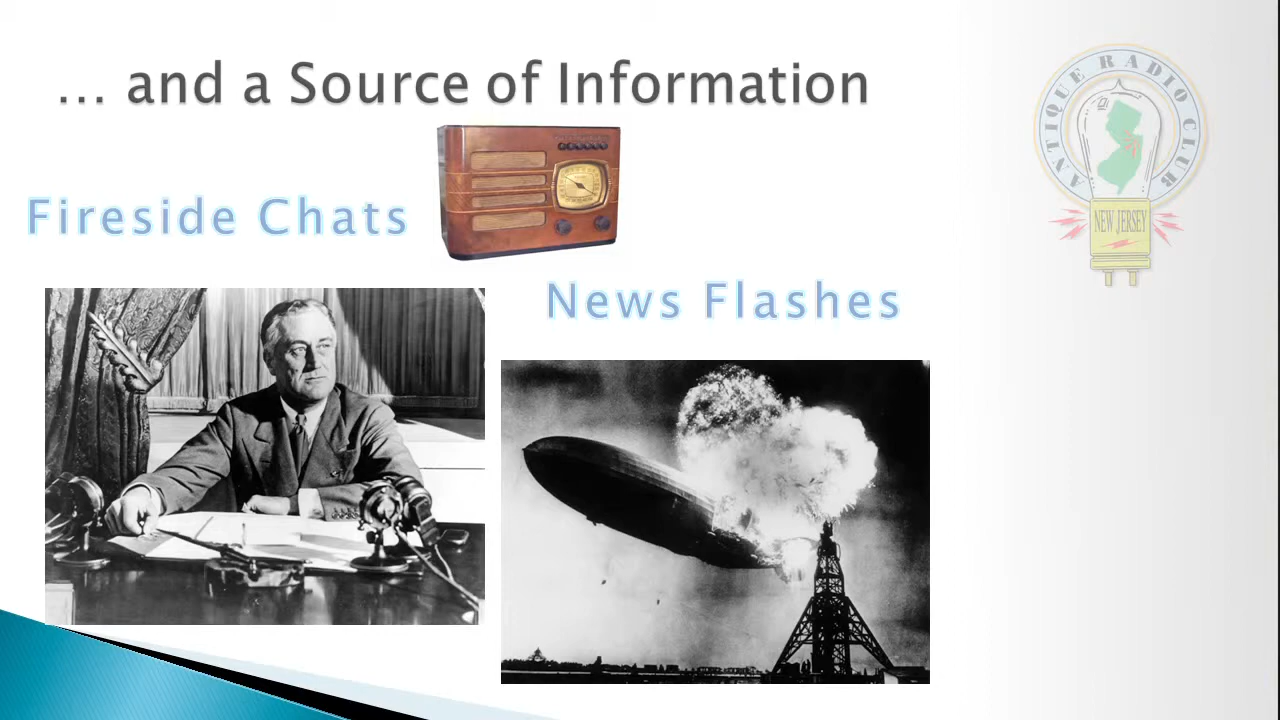 … and a Source of Information
Fireside Chats
News Flashes
ANTIQUE RADIO CLUB
NEW JERSEY